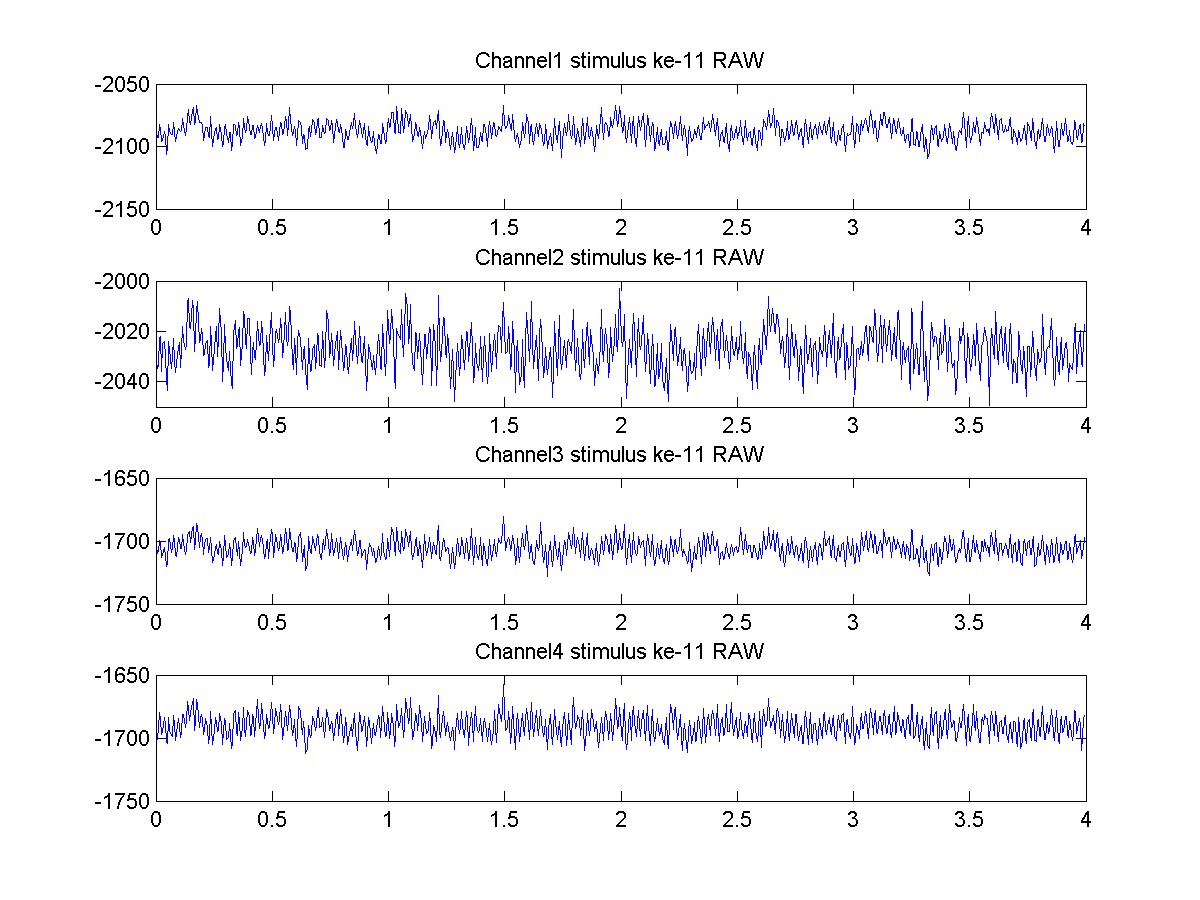 Channel1 stimulus ke-11 RAW
-2050
-2100
-2150
0 0.5 1 1.5 2 2.5 3 3.5 4
Channel2 stimulus ke-11 RAW
-2000
-2020
-2040
0 0.5 1 1.5 2 2.5 3 3.5 4
Channel3 stimulus ke-11 RAW
-1650
-1700
-1750
0 0.5 1 1.5 2 2.5 3 3.5 4
Channel4 stimulus ke-11 RAW
-1650
-1700
-1750
0 0.5 1 1.5 2 2.5 3 3.5 4